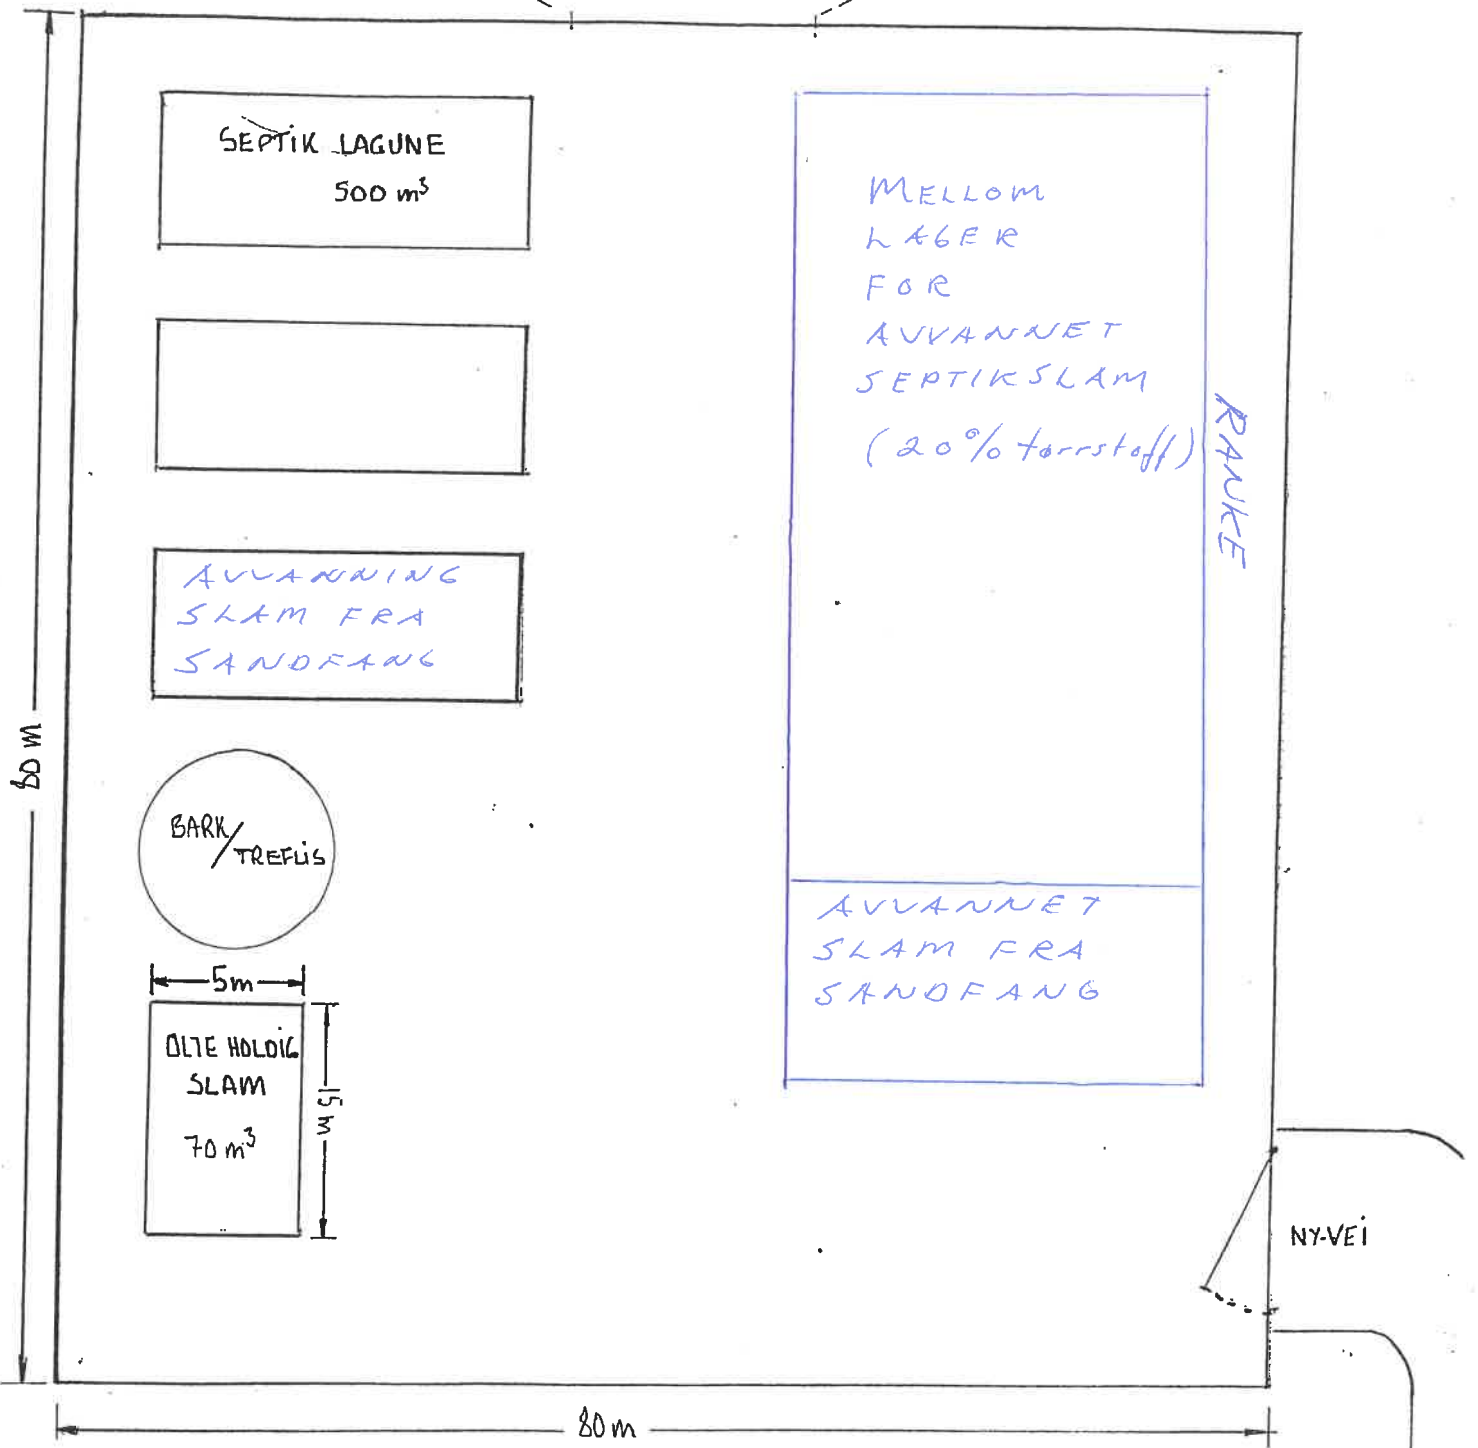 SEPTIK LAGUNE
500 m³
MELLOM
LAGER
FOR
AVVANNET
SEPTIKSLAM
(20% tørrstoff)
RANKE
AVVANNING
SLAM FRA
SANDFANG
80 m
BARK/
TREFLIS
AVVANNET
SLAM FRA
SANDFANG
5m
OLJE HOLDIG
SLAM
70 m³
15 m
NY-VEI
80 m